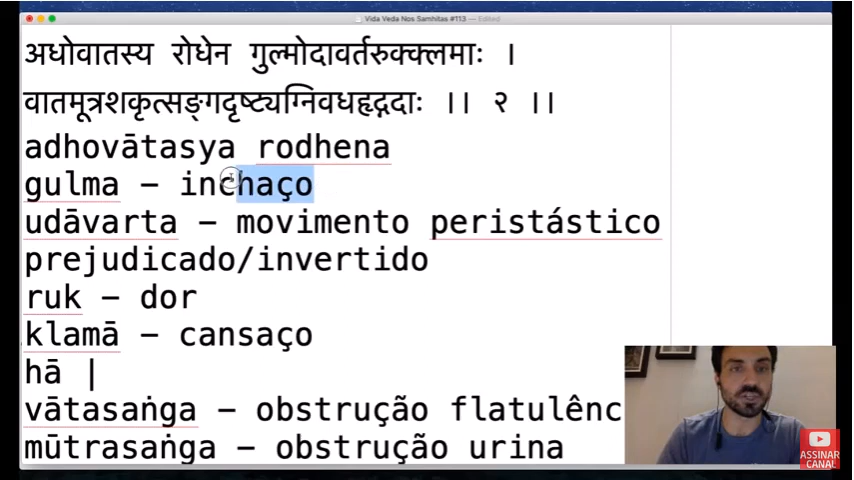 Vida Veda Nos Samhitas #113 — Edited
अधोवातस्य रोधेन गुल्मोदावर्तरुक्क्लमाः ।
वातमूत्रशकृत्सङ्गदृष्ट्यग्निवधहृद्गदाः ।। २ ।।
adhovātasya rodhena
gulma – inchaço
udāvarta – movimento peristástico
prejudicado/invertido
ruk – dor
klamā – cansaço
hā |
vātasaṅga – obstrução flatulênc
mūtrasaṅga – obstrução urina
ASSINAR
CANAL